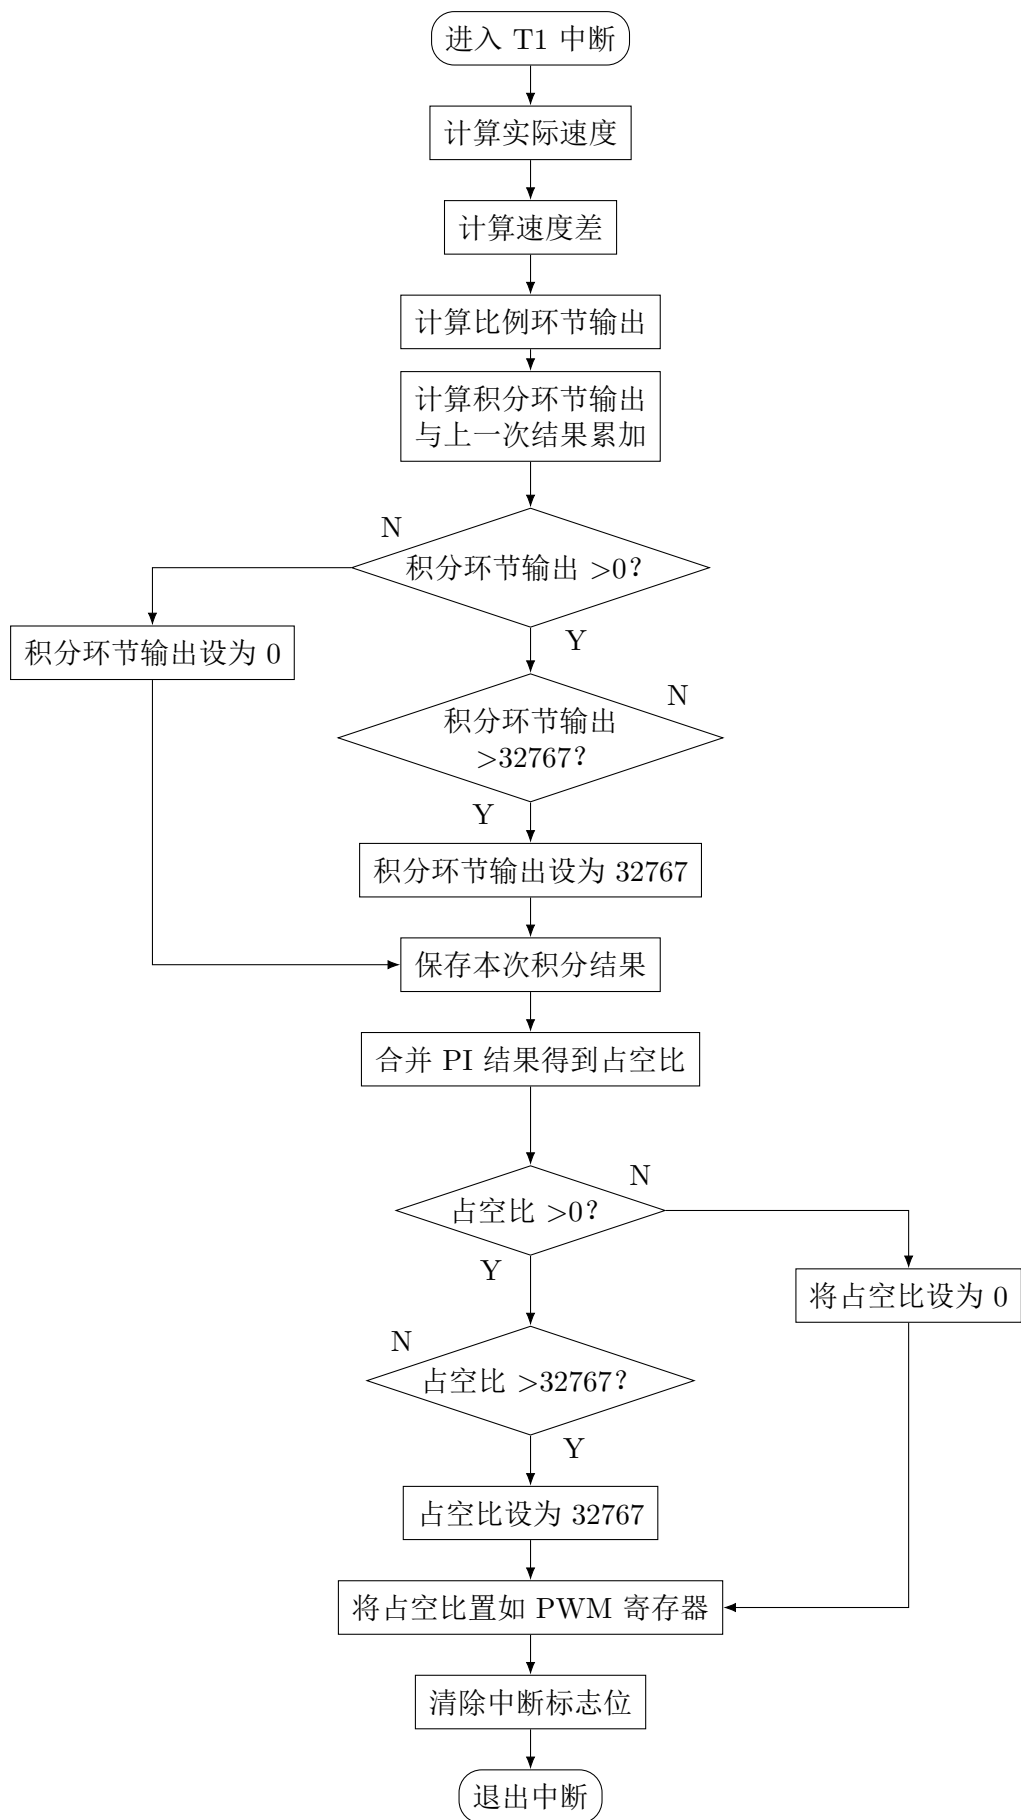 进入 T1 中断
计算实际速度
计算速度差
计算比例环节输出
计算积分环节输出
与上一次结果累加
N
积分环节输出 >0？
Y
积分环节输出设为 0
N
积分环节输出
>32767？
Y
积分环节输出设为 32767
保存本次积分结果
合并 PI 结果得到占空比
N
占空比 >0？
Y
将占空比设为 0
N
占空比 >32767？
Y
占空比设为 32767
将占空比置如 PWM 寄存器
清除中断标志位
退出中断